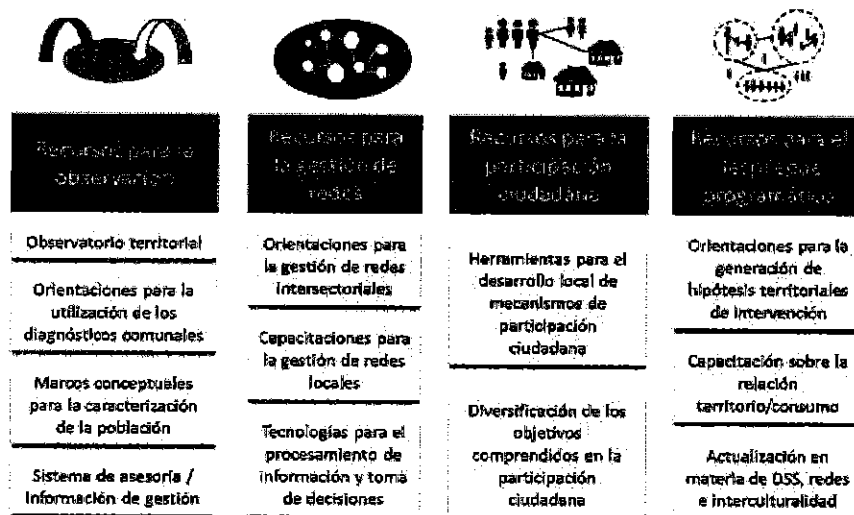 Recursos para la
observación
Observatorio territorial
Orientaciones para la
utilización de los
diagnósticos comunales
Marcos conceptuales
para la caracterización
de la población
Sistema de asesoría /
Información de gestión
Recursos para
la gestión de
redes
Orientaciones para
la gestión de redes
intersectoriales
Capacitaciones para
la gestión de redes
locales
Tecnologías para el
procesamiento de
información y toma
de decisiones
Recursos para la
participación
ciudadana
Herramientas para el
desarrollo local de
mecanismos de
participación
ciudadana
Diversificación de los
objetivos
comprendidos en la
participación
ciudadana
Recursos para el
despliegue
programático
Orientaciones para la
generación de
hipótesis territoriales
de intervención
Capacitación sobre la
relación
territorio/consumo
Actualización en
materia de DSS, redes
e interculturalidad